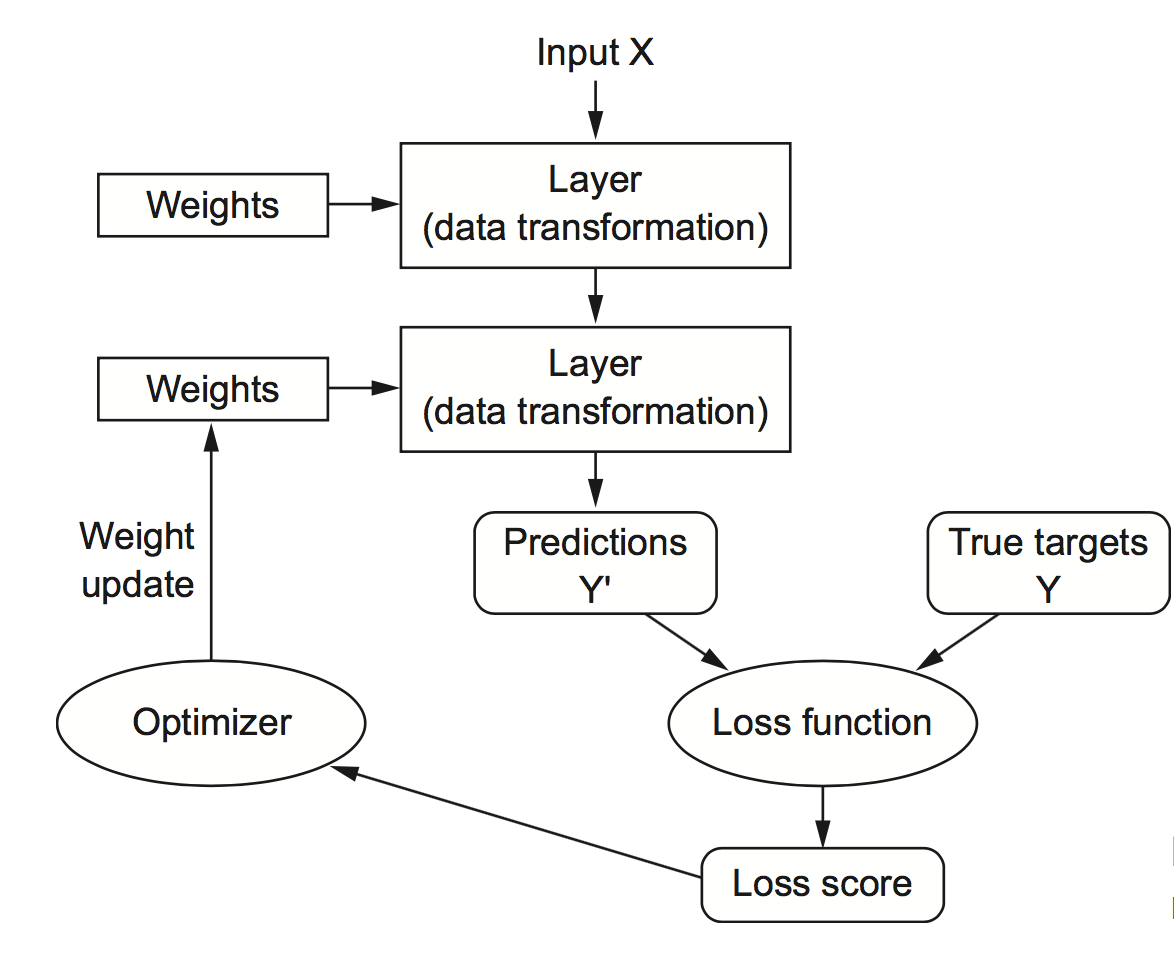 Input X
Layer
(data transformation)
Weights
Layer
(data transformation)
Weights
Weight
update
Predictions
Y'
True targets
Y
Optimizer
Loss function
Loss score